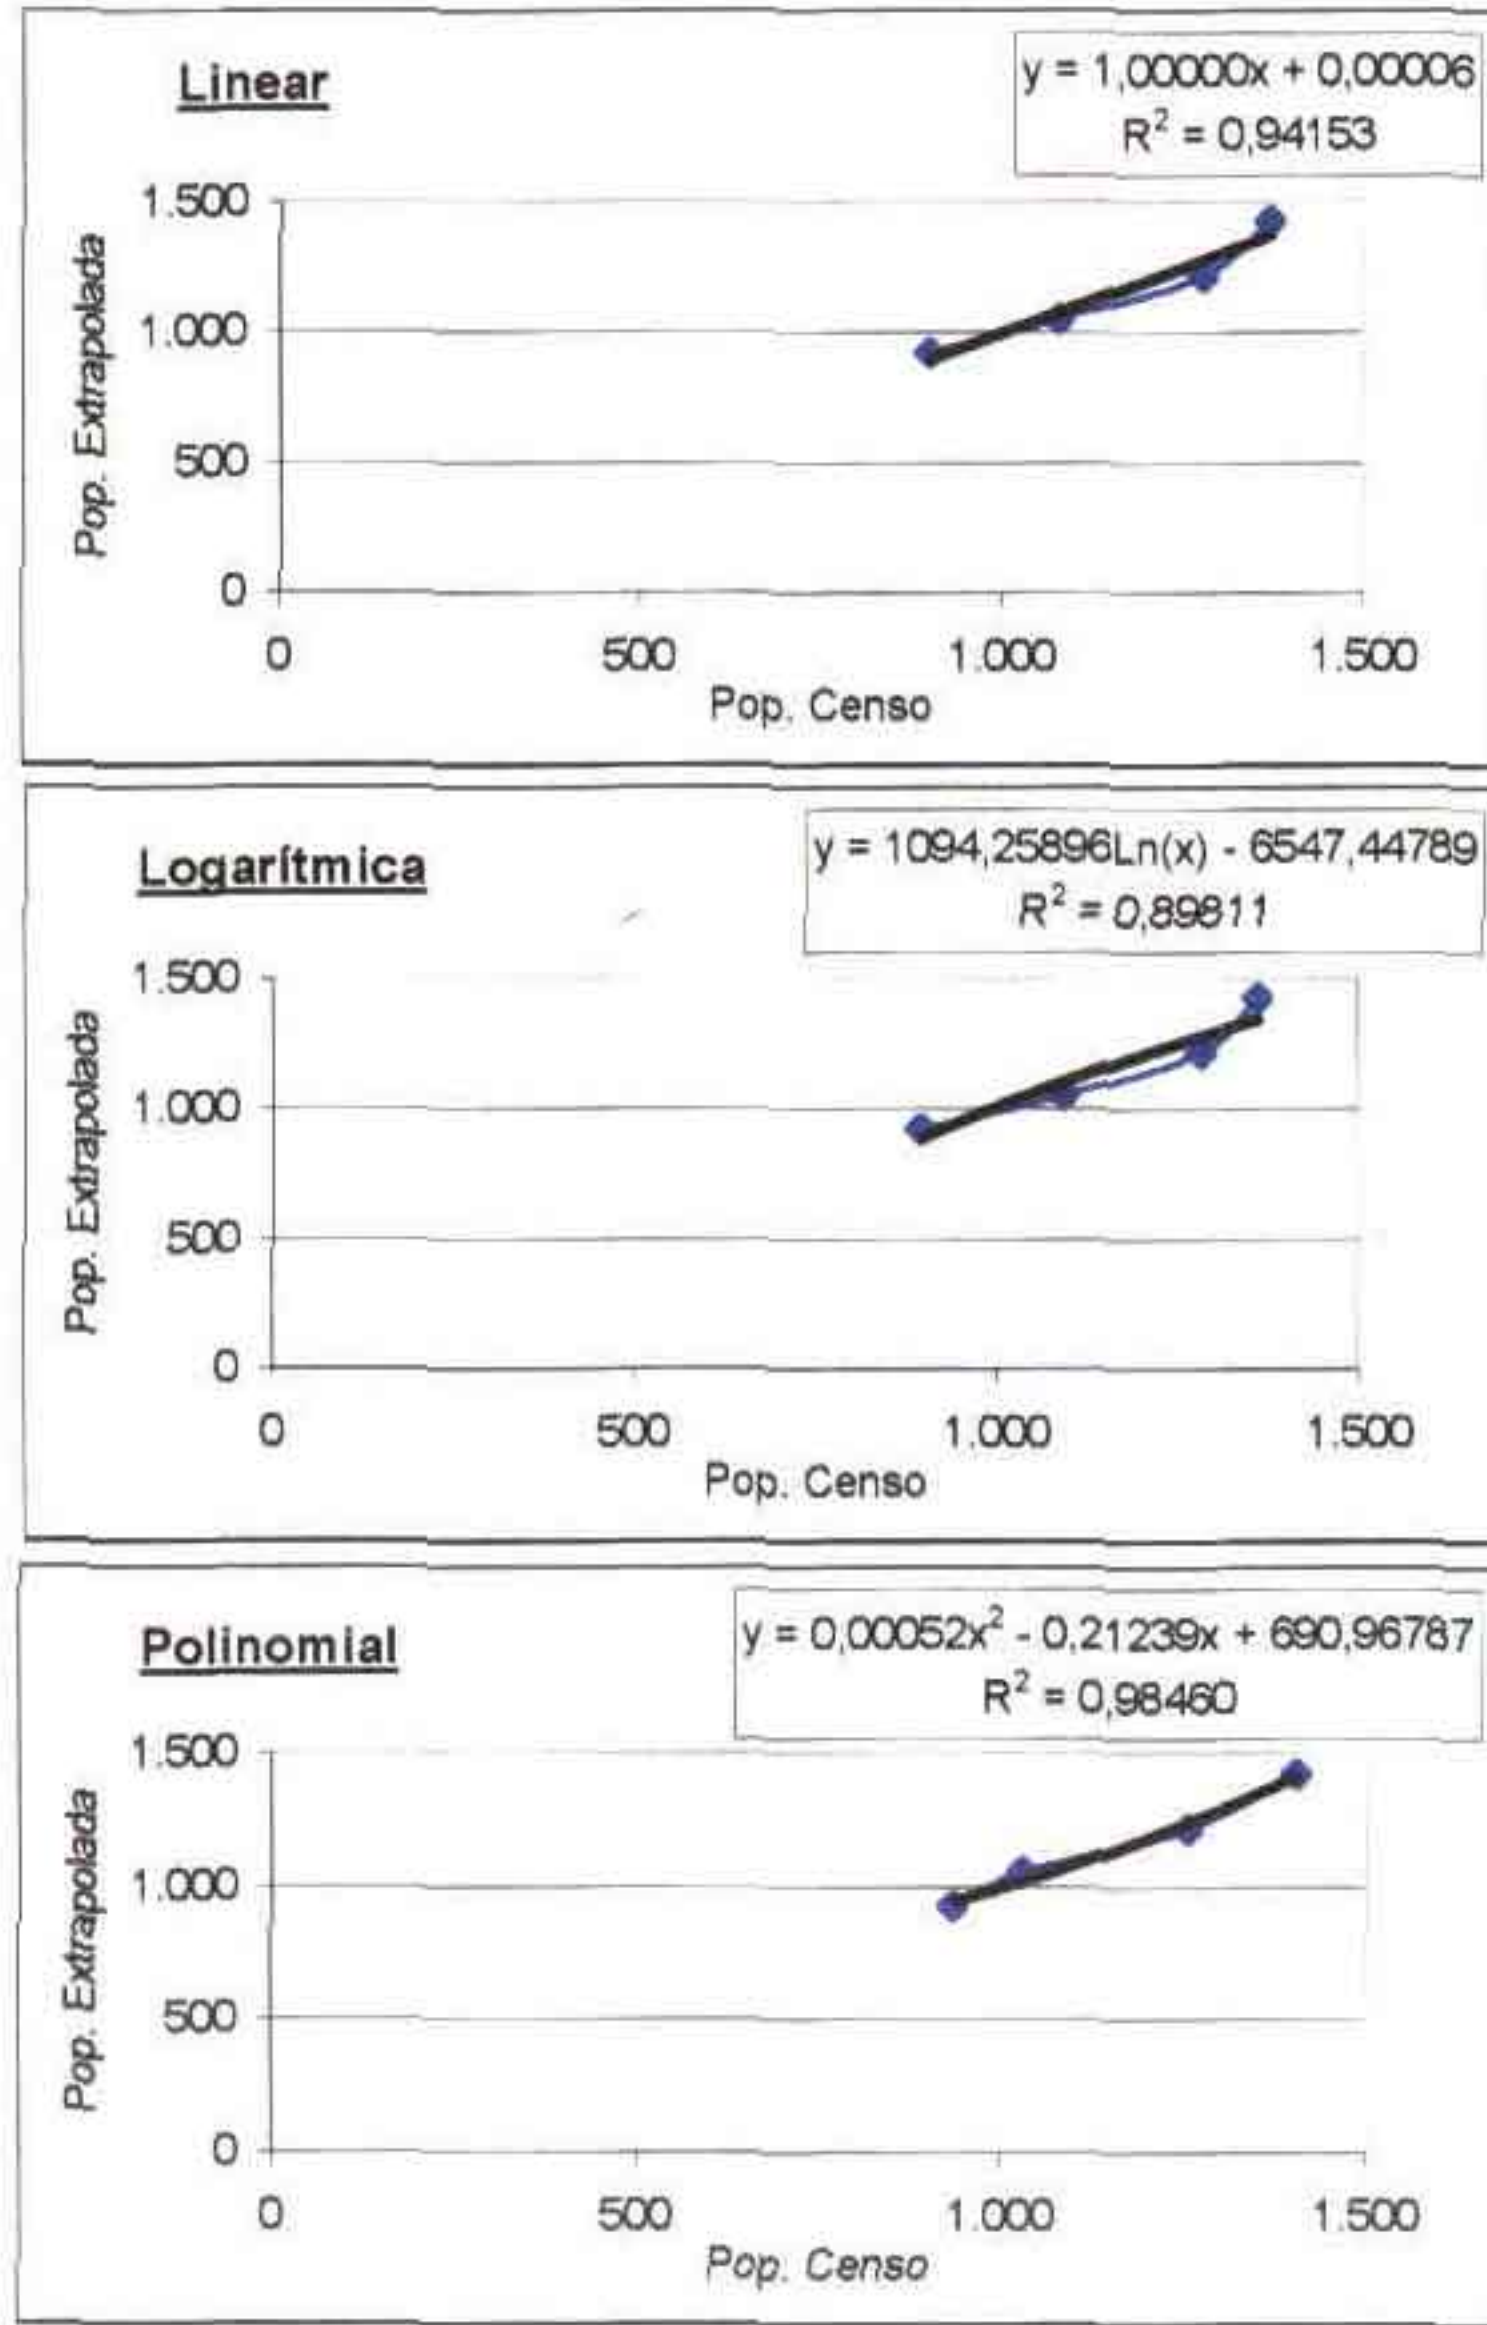 Linear
y = 1,00000x + 0,00006
R² = 0,94153
1.500
1.000
500
0
Pop. Extrapolada
0 500 1.000 1.500
Pop. Censo
Logarítmica
y = 1094,25896Ln(x) - 6547,44789
R² = 0,89811
1.500
1.000
500
0
Pop. Extrapolada
0 500 1.000 1.500
Pop. Censo
Polinomial
y = 0,00052x² - 0,21239x + 690,96787
R² = 0,98460
1.500
1.000
500
0
Pop. Extrapolada
0 500 1.000 1.500
Pop. Censo